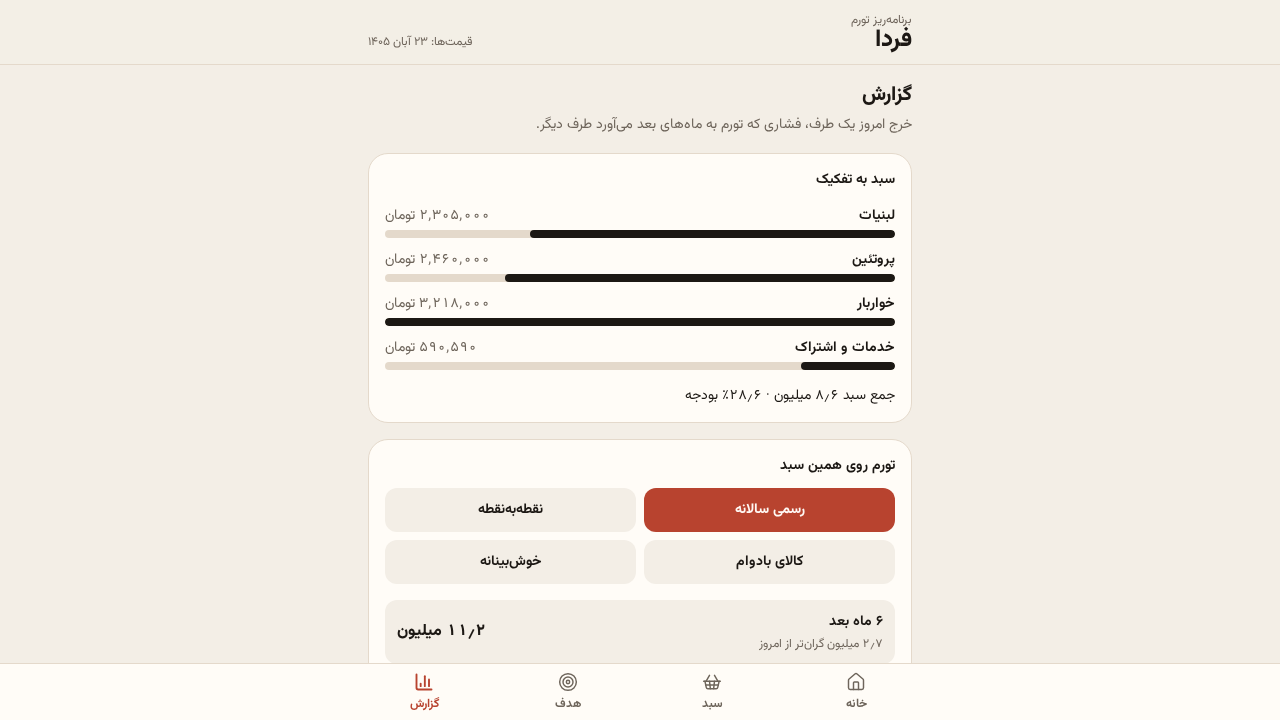 برنامه‌ریز تورم
فردا
قیمت‌ها: ۲۳ آبان ۱۴۰۵
گزارش
خرج امروز یک طرف، فشاری که تورم به ماه‌های بعد می‌آورد طرف دیگر.
سبد به تفکیک
لبنیات ۲,۳۰۵,۰۰۰ تومان
پروتئین ۲,۴۶۰,۰۰۰ تومان
خواربار ۳,۲۱۸,۰۰۰ تومان
خدمات و اشتراک ۵۹۰,۵۹۰ تومان
جمع سبد ۸٫۶ میلیون · ۲۸٫۶٪ بودجه
تورم روی همین سبد
رسمی سالانه نقطه‌به‌نقطه
کالای بادوام خوش‌بینانه
۶ ماه بعد ۱۱٫۲ میلیون
۲٫۷ میلیون گران‌تر از امروز
خانه سبد هدف گزارش